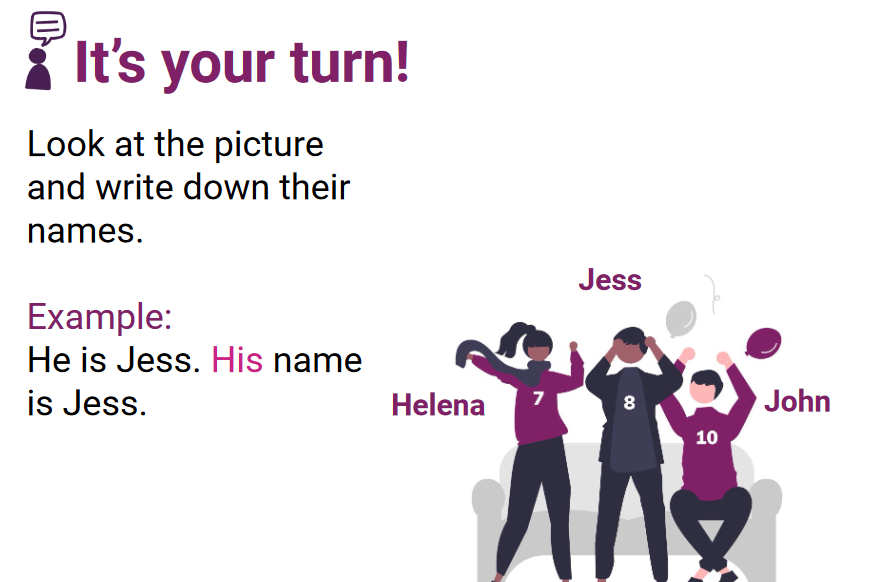 It’s your turn!
Look at the picture
and write down their
names.
Example:
He is Jess. His name
is Jess.
Jess
Helena
John
7
8
10